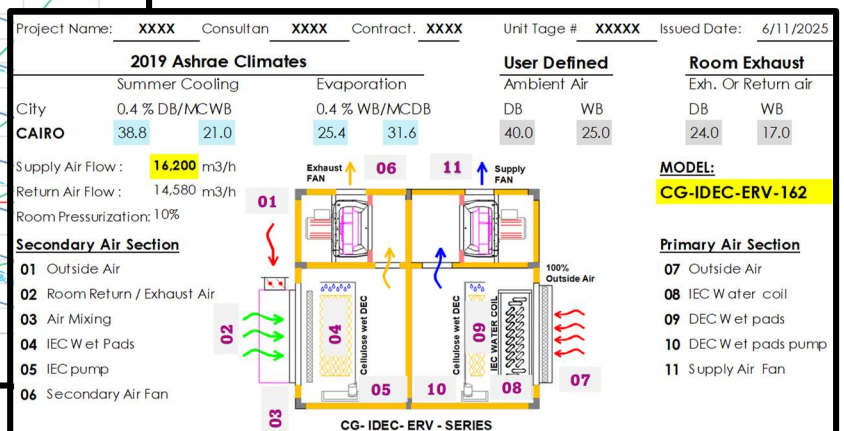 Project Name: XXXX Consultan XXXX Contract. XXXX Unit Tage # XXXXX Issued Date: 6/11/2025
2019 Ashrae Climates User Defined Room Exhaust
Summer Cooling Evaporation Ambient Air Exh. Or Return air
City 0.4 % DB/MCWB 0.4 % WB/MCDB DB WB DB WB
CAIRO 38.8 21.0 25.4 31.6 40.0 25.0 24.0 17.0
Supply Air Flow : 16,200 m3/h
Return Air Flow : 14,580 m3/h
Room Pressurization: 10%
Secondary Air Section
01 Outside Air
02 Room Return / Exhaust Air
03 Air Mixing
04 IEC Wet Pads
05 IEC pump
06 Secondary Air Fan
Exhaust FAN 06 11 Supply FAN
01
100% Outside Air
02
04
Cellulose wet DEC
Cellulose wet DEC
09
IEC WATER COIL
05 10 08 07
03
CG- IDEC- ERV - SERIES
MODEL:
CG-IDEC-ERV-162
Primary Air Section
07 Outside Air
08 IEC Water coil
09 DEC Wet pads
10 DEC Wet pads pump
11 Supply Air Fan